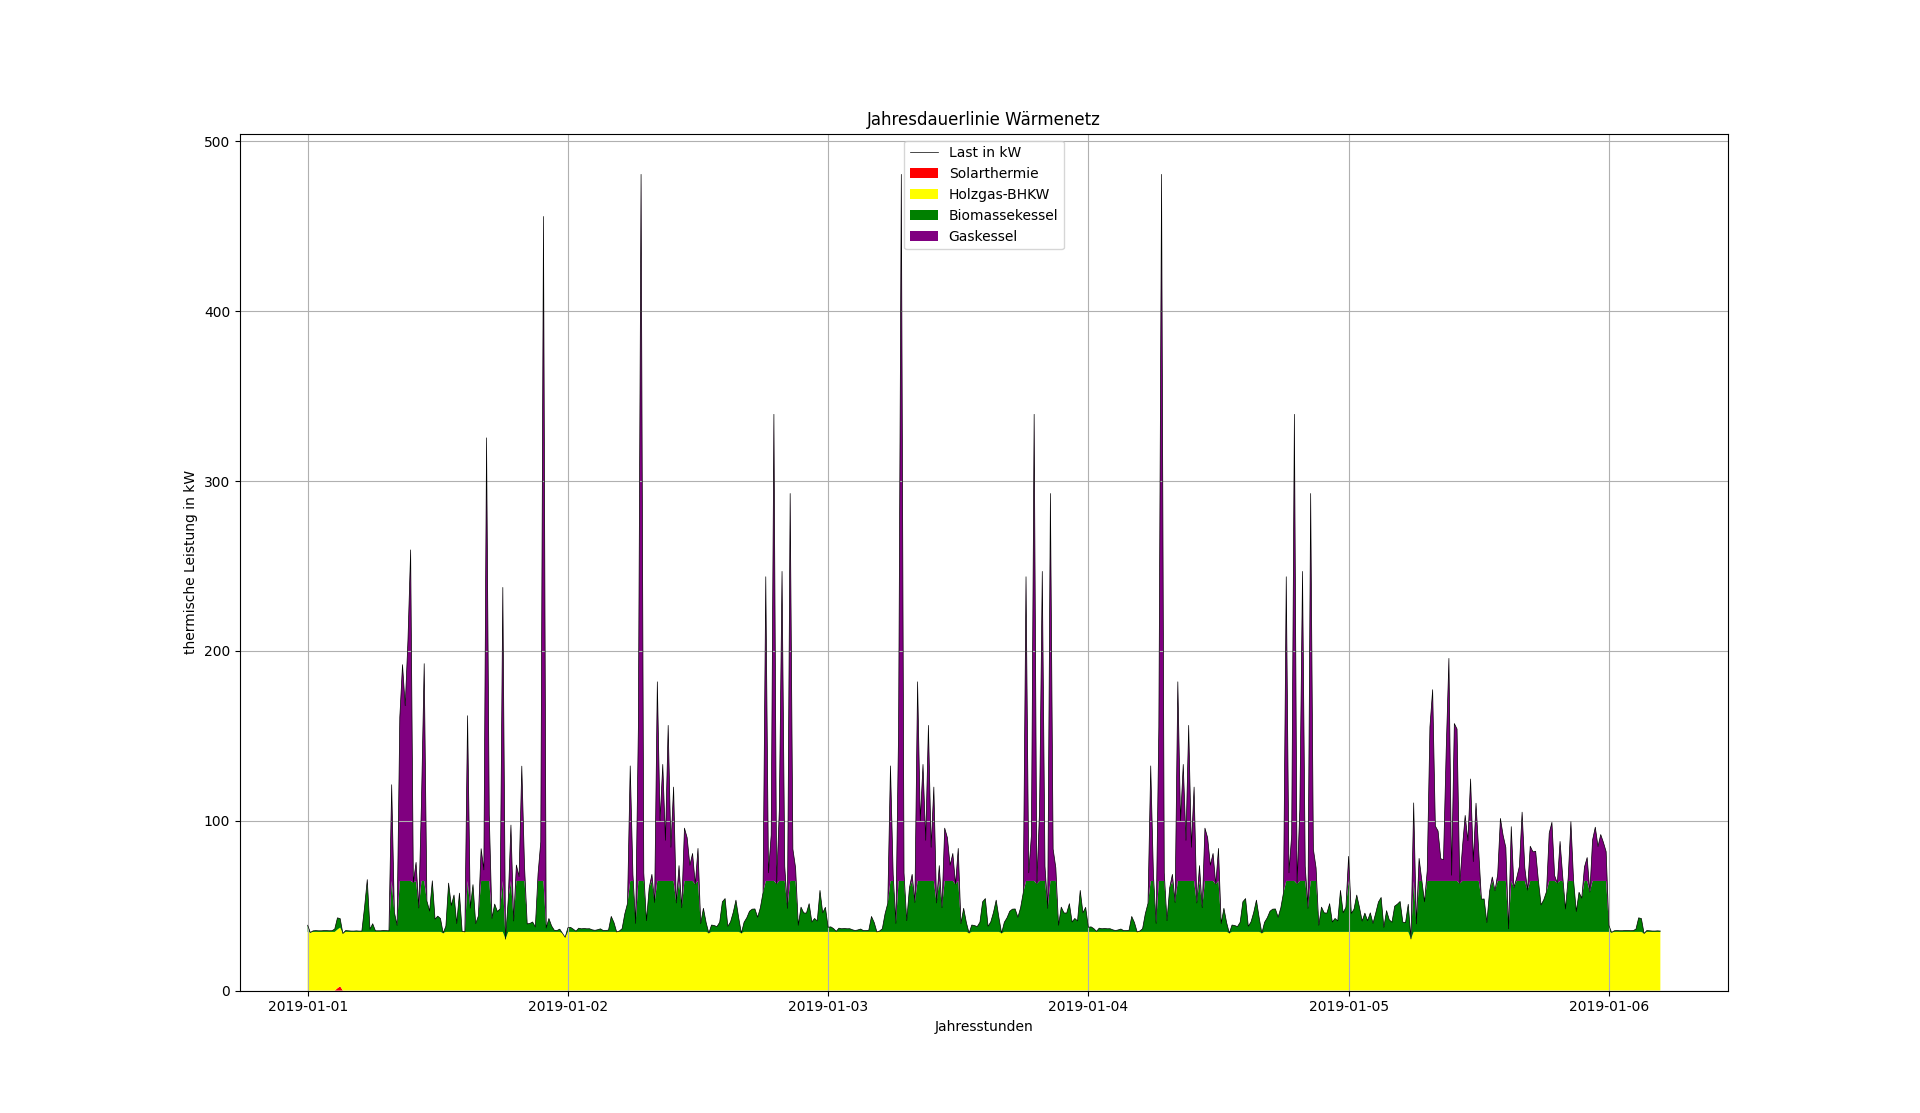 Jahresdauerlinie Wärmenetz
500
400
300
200
100
0
thermische Leistung in kW
Last in kW
Solarthermie
Holzgas-BHKW
Biomassekessel
Gaskessel
2019-01-01 2019-01-02 2019-01-03 2019-01-04 2019-01-05 2019-01-06
Jahresstunden